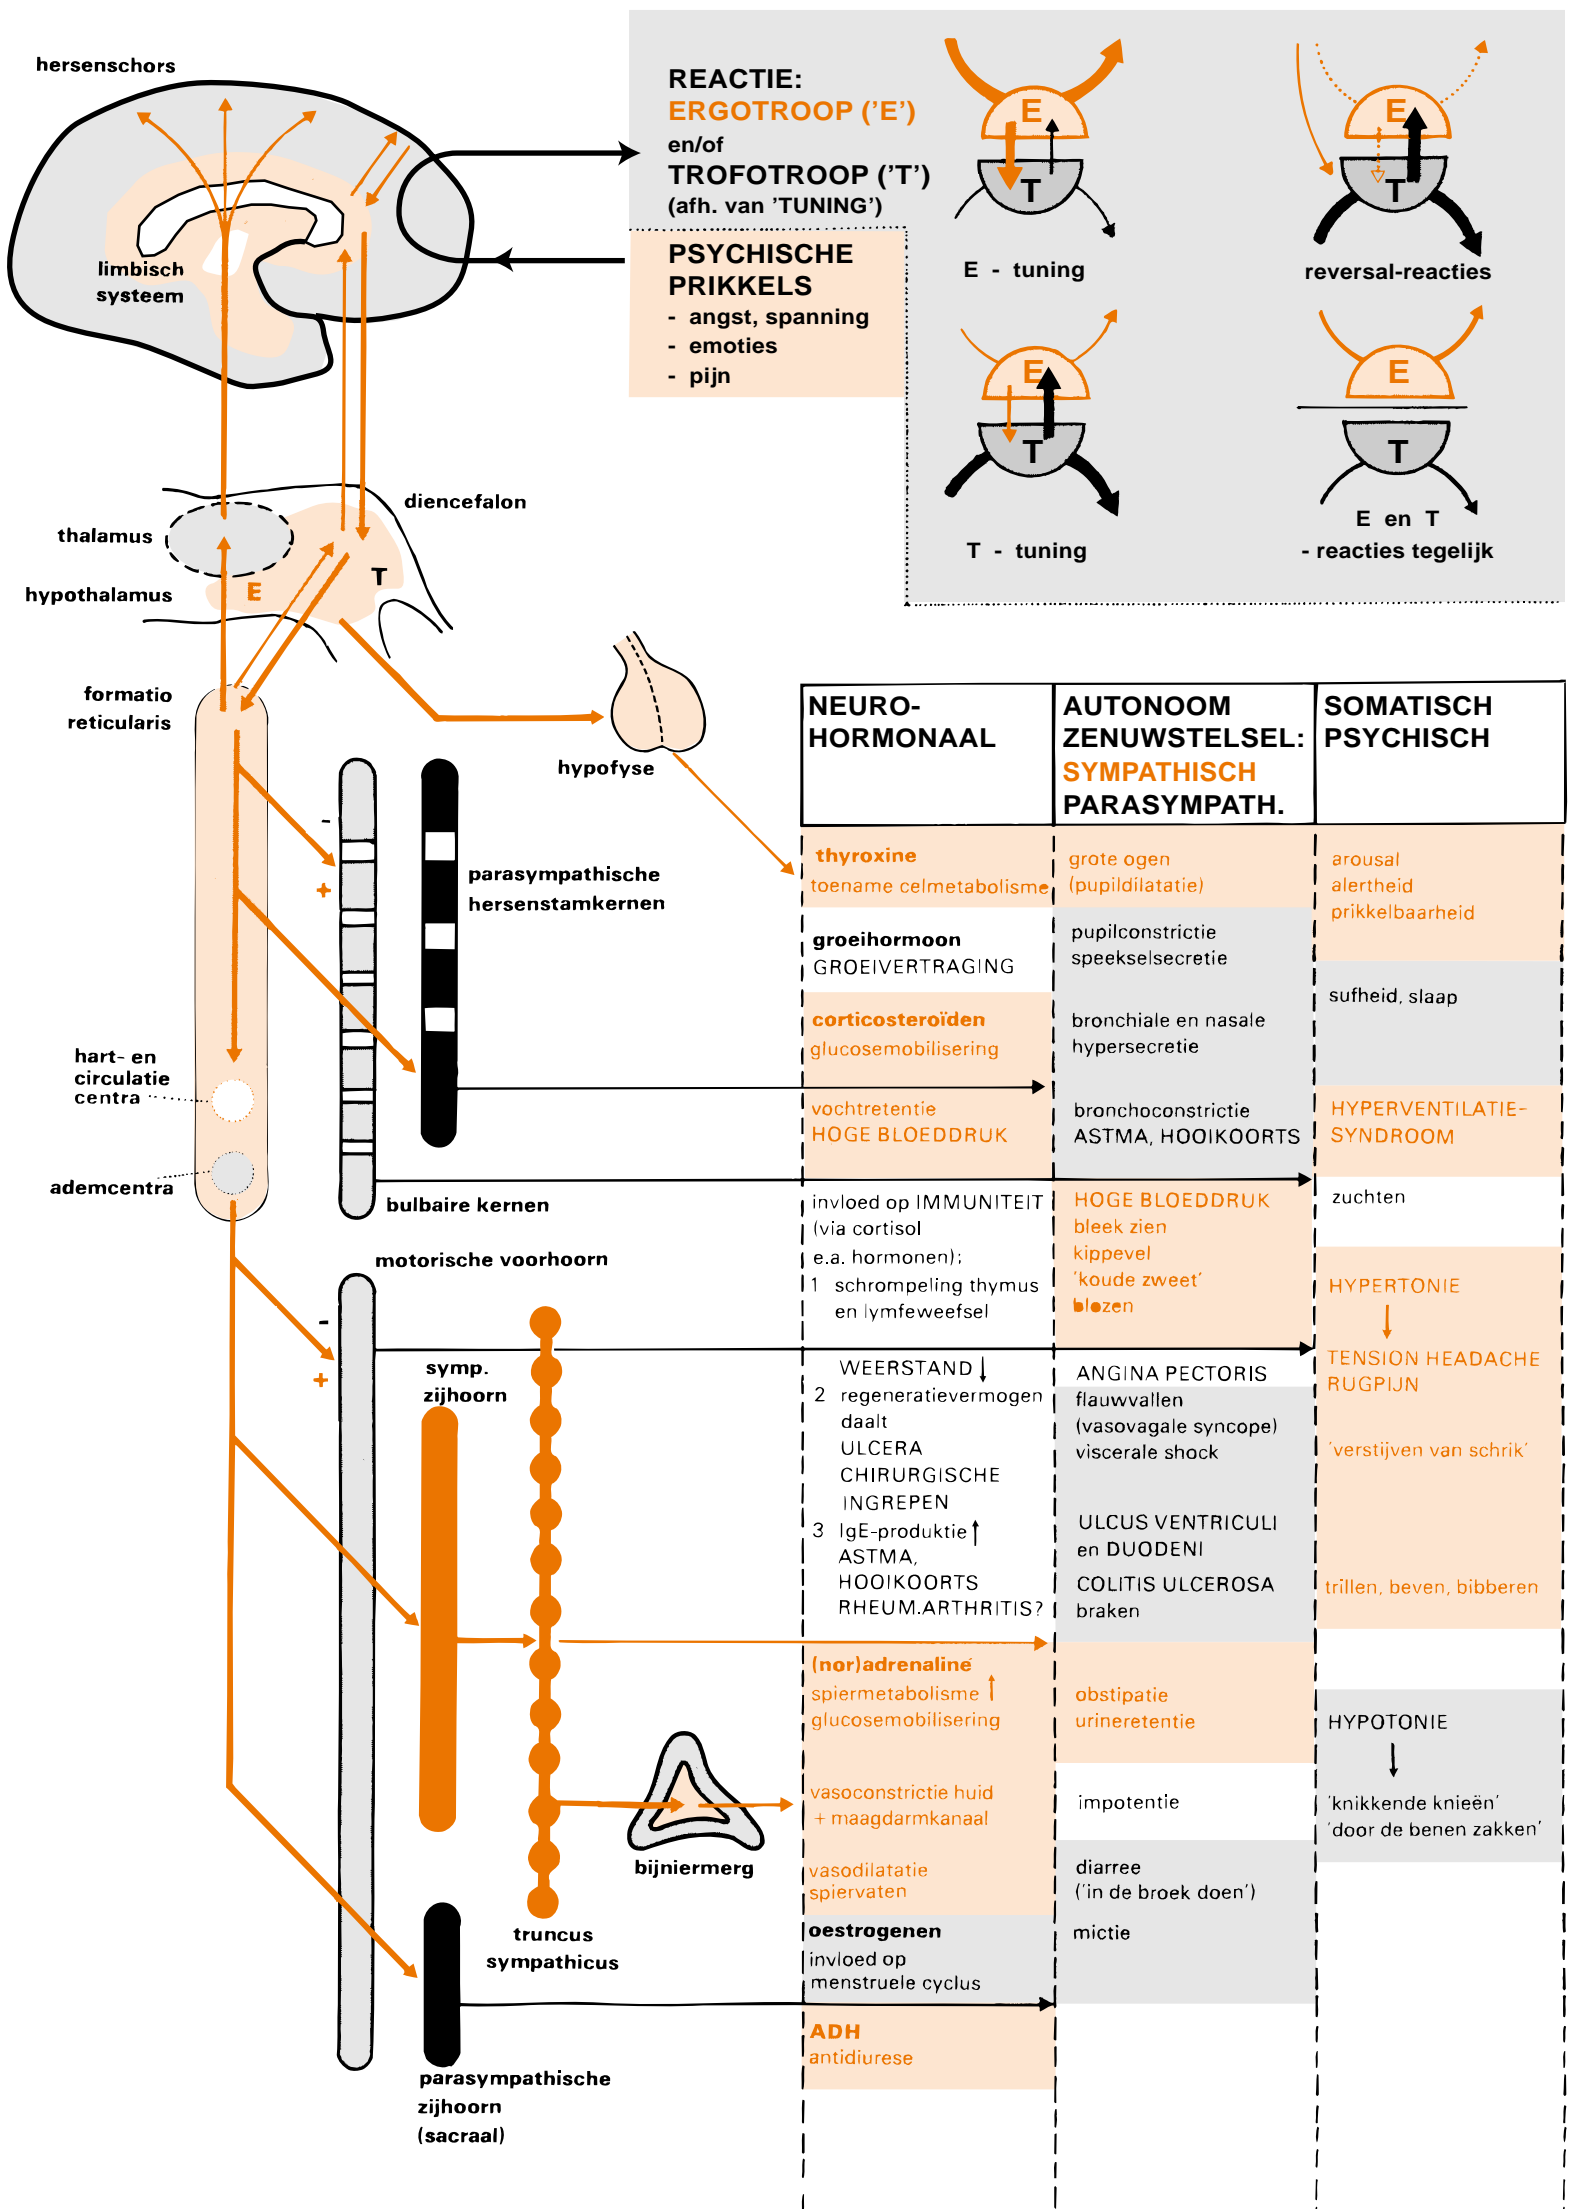 hersenschors
limbisch
systeem
REACTIE:
ERGOTROOP ('E')
en/of
TROFOTROOP ('T')
(afh. van 'TUNING')
PSYCHISCHE
PRIKKELS
- angst, spanning
- emoties
- pijn
E
T
E - tuning
E
T
reversal-reacties
E
T
T - tuning
E
T
E en T
- reacties tegelijk
diencefalon
thalamus
hypothalamus
E
T
formatio
reticularis
hypofyse
-
+
parasympathische
hersenstamkernen
hart- en
circulatie
centra
ademcentra
bulbaire kernen
motorische voorhoorn
-
+
symp.
zijhoorn
bijniermerg
truncus
sympathicus
parasympathische
zijhoorn
(sacraal)
NEURO-
HORMONAAL
thyroxine
toename celmetabolisme
groeihormoon
GROEIVERTRAGING
corticosteroïden
glucosemobilisering
vochtretentie
HOGE BLOEDDRUK
invloed op IMMUNITEIT
(via cortisol
e.a. hormonen);
1 schrompeling thymus
en lymfeweefsel
WEERSTAND ↓
2 regeneratievermogen
daalt
ULCERA
CHIRURGISCHE
INGREPEN
3 IgE-produktie ↑
ASTMA,
HOOIKOORTS
RHEUM.ARTHRITIS?
(nor)adrenaline
spiermetabolisme ↑
glucosemobilisering
vasoconstrictie huid
+ maagdarmkanaal
vasodilatatie
spiervaten
oestrogenen
invloed op
menstruele cyclus
ADH
antidiurese
AUTONOOM
ZENUWSTELSEL:
SYMPATHISCH
PARASYMPATH.
grote ogen
(pupildilatatie)
pupilconstrictie
speekselsecretie
bronchiale en nasale
hypersecretie
bronchoconstrictie
ASTMA, HOOIKOORTS
HOGE BLOEDDRUK
bleek zien
kippevel
'koude zweet'
blozen
ANGINA PECTORIS
flauwvallen
(vasovagale syncope)
viscerale shock
ULCUS VENTRICULI
en DUODENI
COLITIS ULCEROSA
braken
obstipatie
urineretentie
impotentie
diarree
('in de broek doen')
mictie
SOMATISCH
PSYCHISCH
arousal
alertheid
prikkelbaarheid
sufheid, slaap
HYPERVENTILATIE-
SYNDROOM
zuchten
HYPERTONIE
↓
TENSION HEADACHE
RUGPIJN
'verstijven van schrik'
trillen, beven, bibberen
HYPOTONIE
↓
'knikkende knieën'
'door de benen zakken'